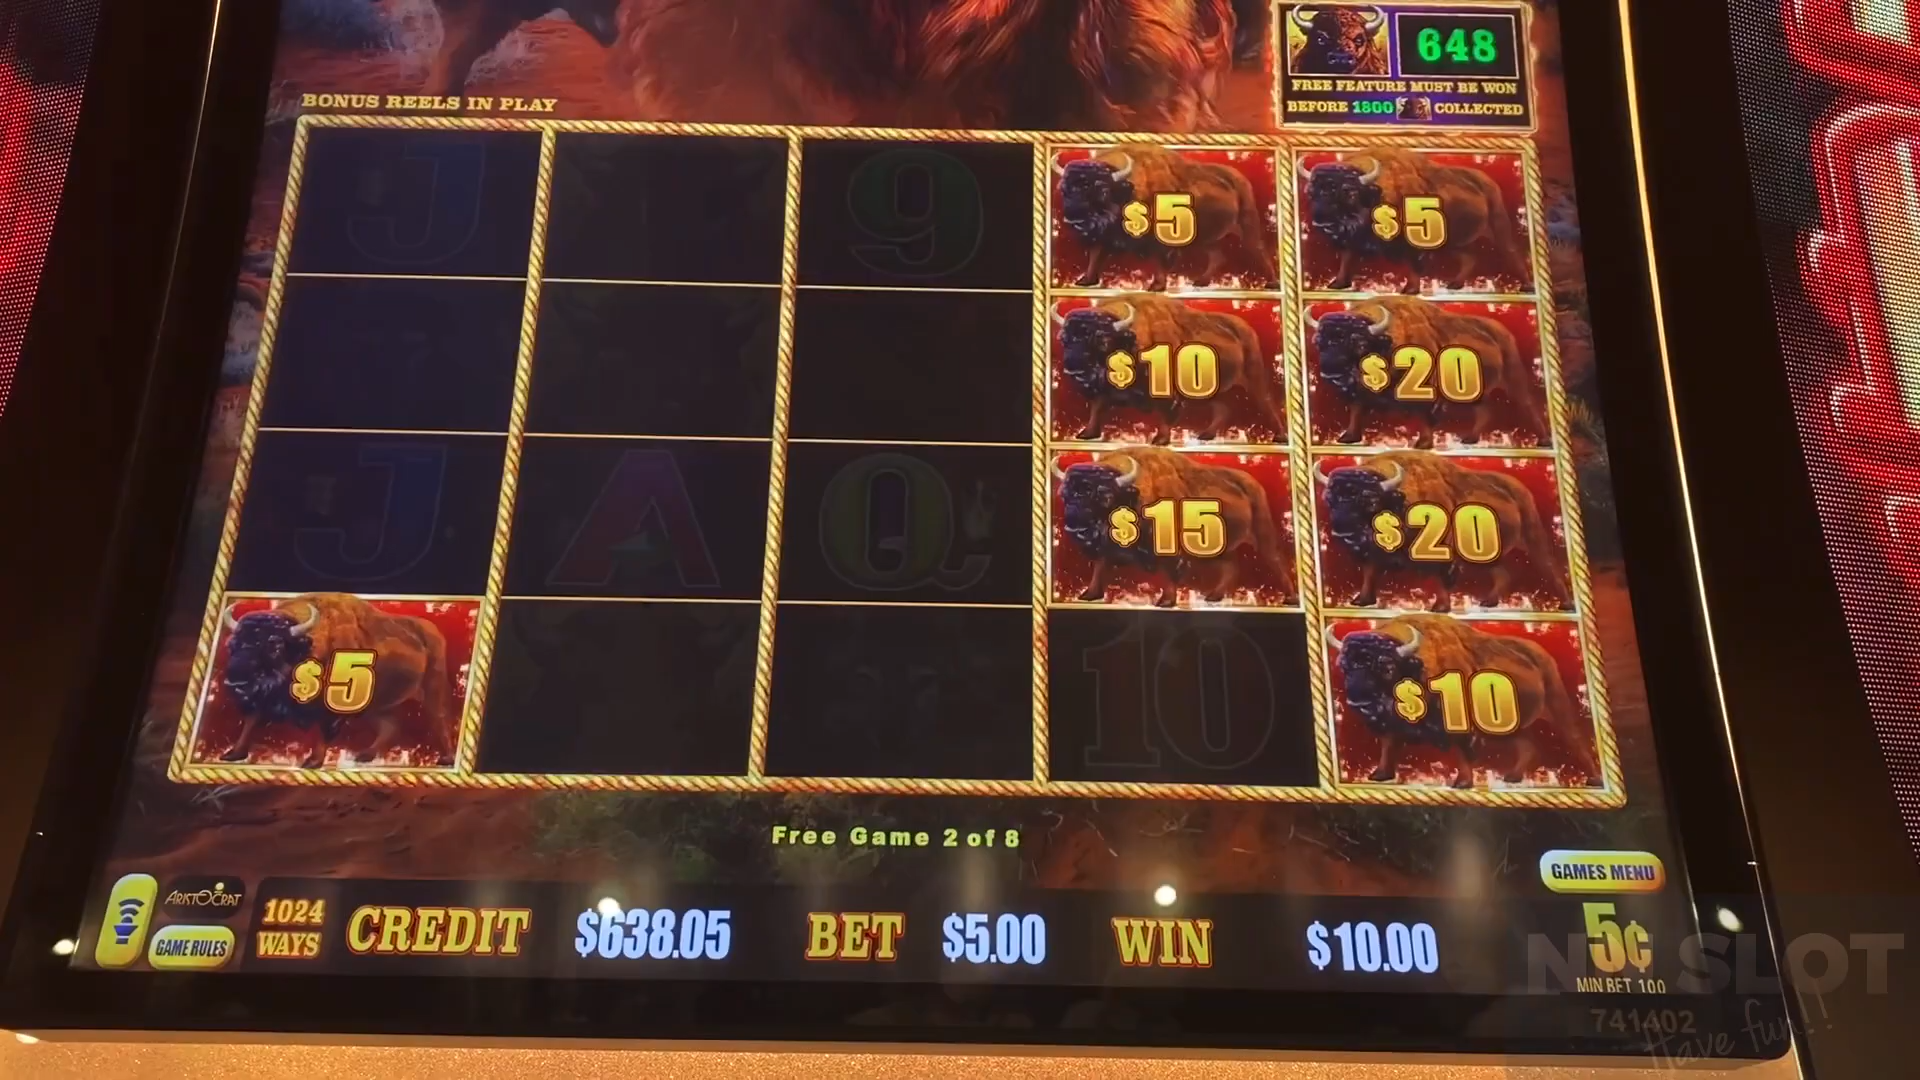 648
FREE FEATURE MUST BE WON
BEFORE 1800 COLLECTED
BONUS REELS IN PLAY
J 9 $5 $5
$10 $20
J A Q $15 $20
$5 10 $10
Free Game 2 of 8
GAMES MENU
ARISTOCRAT
GAME RULES
1024
WAYS
CREDIT $638.05 BET $5.00 WIN $10.00
5¢
MIN BET 100
SLOT
741402
Have fun!!